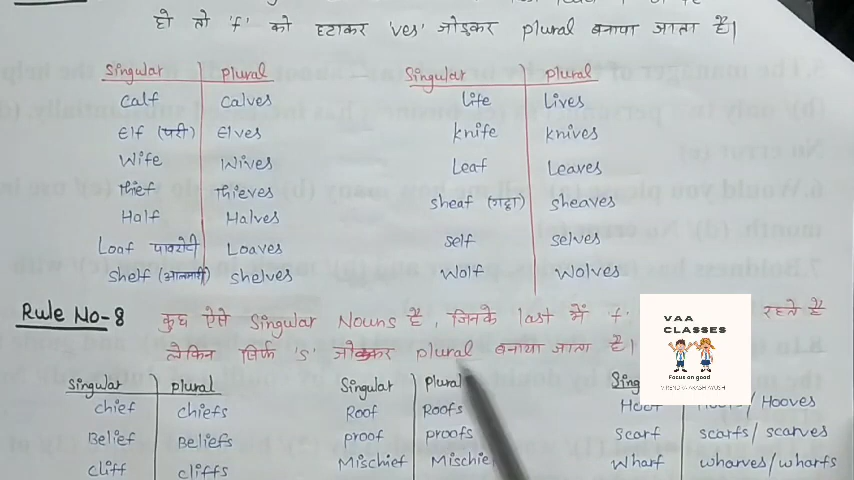 हो तो 'f' को हटाकर 'ves' जोड़कर plural बनाया जाता है।
Singular Plural Singular Plural
Calf Calves Life Lives
Elf (परी) Elves Knife Knives
Wife Wives Leaf Leaves
Thief Thieves Sheaf (गट्ठा) sheaves
Half Halves self selves
Loaf पावरोटी Loaves Wolf Wolves
Shelf (आलमारी) Shelves
Rule No-8 कुछ ऐसे Singular Nouns है, जिनके last में f' रहते है
लेकिन सिर्फ 's' जोड़कर plural बनाया जाता है।
Singular plural Singular Plural
chief chiefs Roof Roofs Hooves
Belief Beliefs proof proofs Scarf scarfs/scarves
cliff cliffs Mischief Wharf wharves/wharfs
VAA
CLASSES
Focus on good